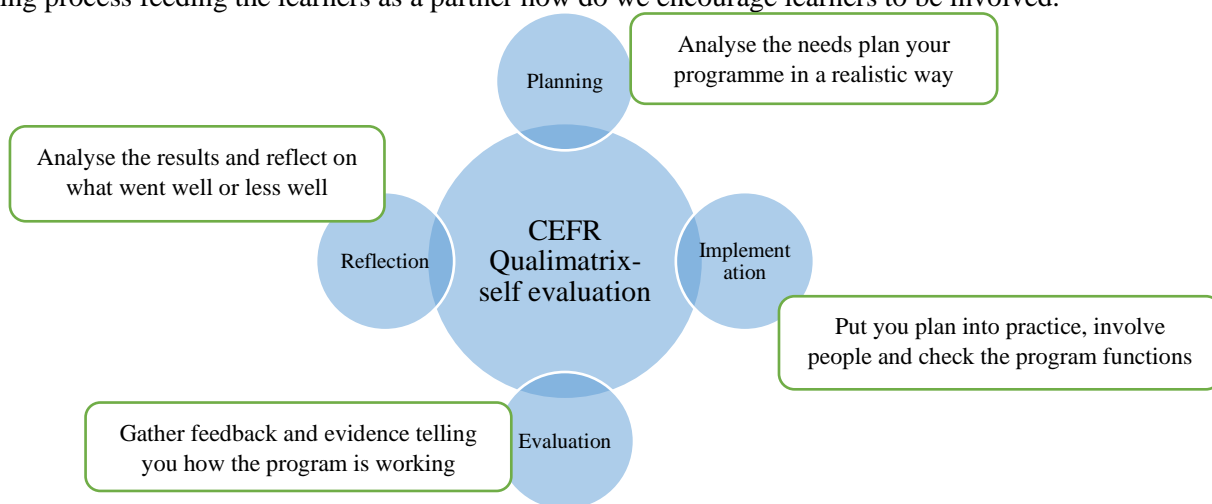 ing process feeding the learners as a partner how do we encourage learners to be involved.
Planning
Analyse the needs plan your
programme in a realistic way
Analyse the results and reflect on
what went well or less well
Reflection
CEFR
Qualimatrix-
self evaluation
Implement
ation
Put you plan into practice, involve
people and check the program functions
Gather feedback and evidence telling
you how the program is working
Evaluation